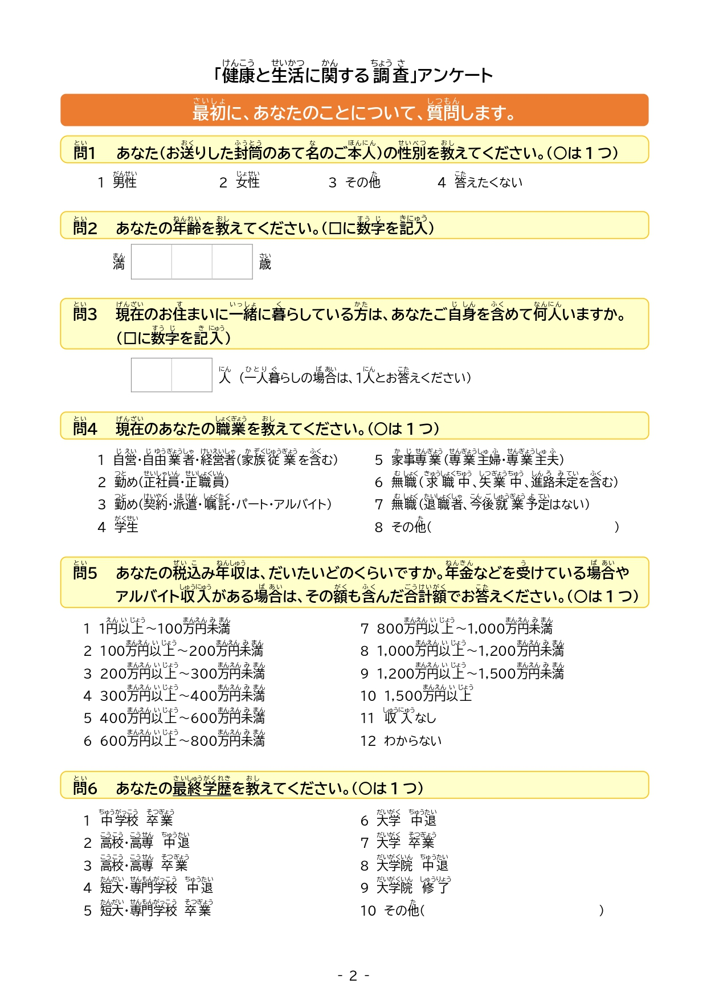 「健康と生活に関する調査」アンケート
最初に、あなたのことについて、質問します。
問1 あなた(お送りした封筒のあて名のご本人)の性別を教えてください。(〇は1つ)
1 男性 2 女性 3 その他 4 答えたくない
問2 あなたの年齢を教えてください。(□に数字を記入)
満 歳
問3 現在のお住まいに一緒に暮らしている方は、あなたご自身を含めて何人いますか。
(□に数字を記入)
人 (一人暮らしの場合は、1人とお答えください)
問4 現在のあなたの職業を教えてください。(〇は1つ)
1 自営・自由業者・経営者(家族従業を含む)
2 勤め(正社員・正職員)
3 勤め(契約・派遣・嘱託・パート・アルバイト)
4 学生
5 家事専業(専業主婦・専業主夫)
6 無職(求職中、失業中、進路未定を含む)
7 無職(退職者、今後就業予定はない)
8 その他( )
問5 あなたの税込み年収は、だいたいどのくらいですか。年金などを受けている場合や
アルバイト収入がある場合は、その額も含んだ合計額でお答えください。(〇は1つ)
1 1円以上～100万円未満
2 100万円以上～200万円未満
3 200万円以上～300万円未満
4 300万円以上～400万円未満
5 400万円以上～600万円未満
6 600万円以上～800万円未満
7 800万円以上～1,000万円未満
8 1,000万円以上～1,200万円未満
9 1,200万円以上～1,500万円未満
10 1,500万円以上
11 収入なし
12 わからない
問6 あなたの最終学歴を教えてください。(〇は1つ)
1 中学校 卒業
2 高校・高専 中退
3 高校・高専 卒業
4 短大・専門学校 中退
5 短大・専門学校 卒業
6 大学 中退
7 大学 卒業
8 大学院 中退
9 大学院 修了
10 その他( )
- 2 -